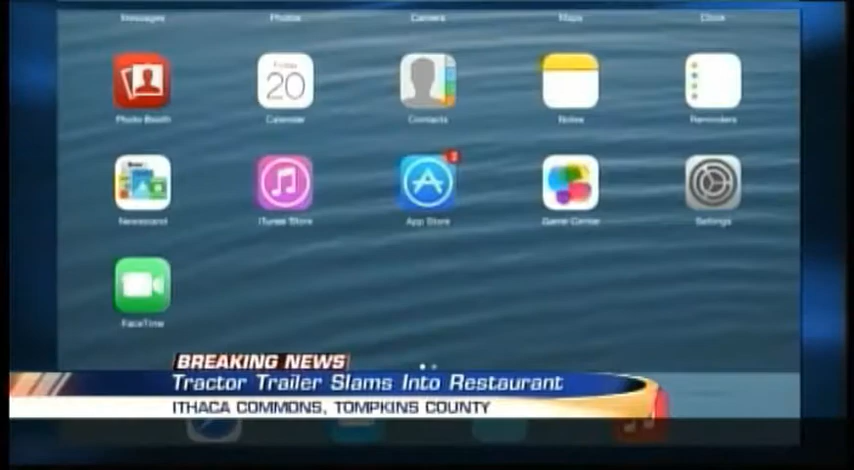 Messages Photos Camera Maps Clock
Friday
20
Photo Booth Calendar Contacts Notes Reminders
Newsstand iTunes Store App Store Game Center Settings
FaceTime
BREAKING NEWS
Tractor Trailer Slams Into Restaurant
ITHACA COMMONS, TOMPKINS COUNTY